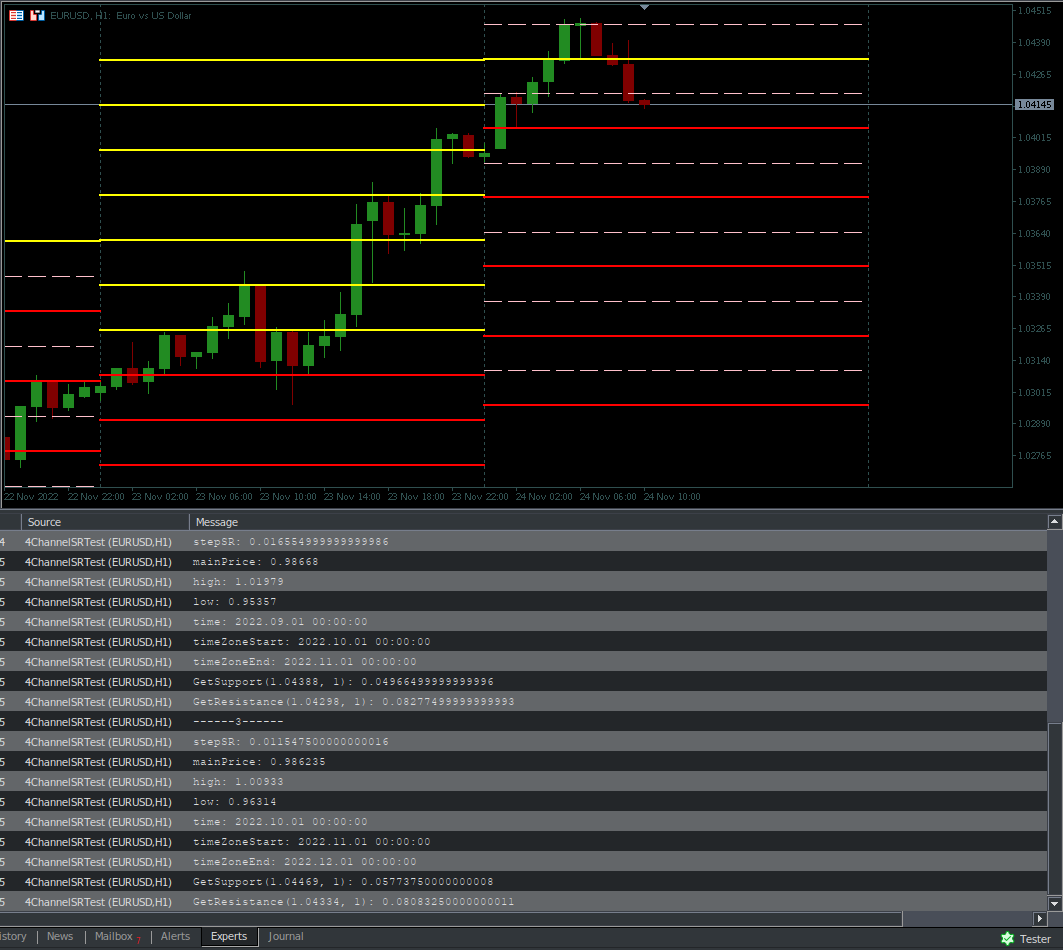 EURUSD, H1: Euro vs US Dollar
1.04515
1.04390
1.04265
1.04145
1.04015
1.03890
1.03765
1.03640
1.03515
1.03390
1.03265
1.03140
1.03015
1.02890
1.02765
22 Nov 2022 22 Nov 22:00 23 Nov 02:00 23 Nov 06:00 23 Nov 10:00 23 Nov 14:00 23 Nov 18:00 23 Nov 22:00 24 Nov 02:00 24 Nov 06:00 24 Nov 10:00
Source Message
4 4ChannelSRTest (EURUSD,H1) stepSR: 0.016554999999999986
5 4ChannelSRTest (EURUSD,H1) mainPrice: 0.98668
5 4ChannelSRTest (EURUSD,H1) high: 1.01979
5 4ChannelSRTest (EURUSD,H1) low: 0.95357
5 4ChannelSRTest (EURUSD,H1) time: 2022.09.01 00:00:00
5 4ChannelSRTest (EURUSD,H1) timeZoneStart: 2022.10.01 00:00:00
5 4ChannelSRTest (EURUSD,H1) timeZoneEnd: 2022.11.01 00:00:00
5 4ChannelSRTest (EURUSD,H1) GetSupport(1.04388, 1): 0.04966499999999996
5 4ChannelSRTest (EURUSD,H1) GetResistance(1.04298, 1): 0.08277499999999993
5 4ChannelSRTest (EURUSD,H1) ------3------
5 4ChannelSRTest (EURUSD,H1) stepSR: 0.011547500000000016
5 4ChannelSRTest (EURUSD,H1) mainPrice: 0.986235
5 4ChannelSRTest (EURUSD,H1) high: 1.00933
5 4ChannelSRTest (EURUSD,H1) low: 0.96314
5 4ChannelSRTest (EURUSD,H1) time: 2022.10.01 00:00:00
5 4ChannelSRTest (EURUSD,H1) timeZoneStart: 2022.11.01 00:00:00
5 4ChannelSRTest (EURUSD,H1) timeZoneEnd: 2022.12.01 00:00:00
5 4ChannelSRTest (EURUSD,H1) GetSupport(1.04469, 1): 0.05773750000000008
5 4ChannelSRTest (EURUSD,H1) GetResistance(1.04334, 1): 0.08083250000000011
istory News Mailbox 7 Alerts Experts Journal Tester